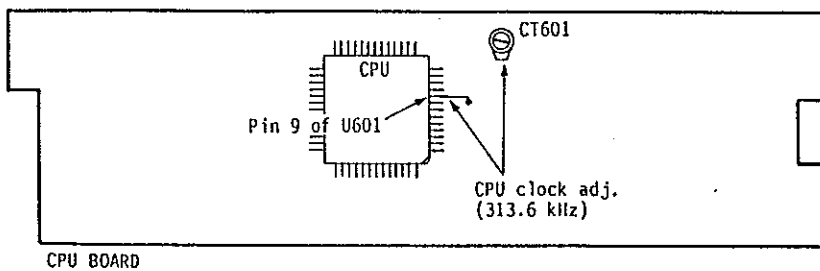 CT601
CPU
Pin 9 of U601
CPU clock adj.
(313.6 kHz)
CPU BOARD